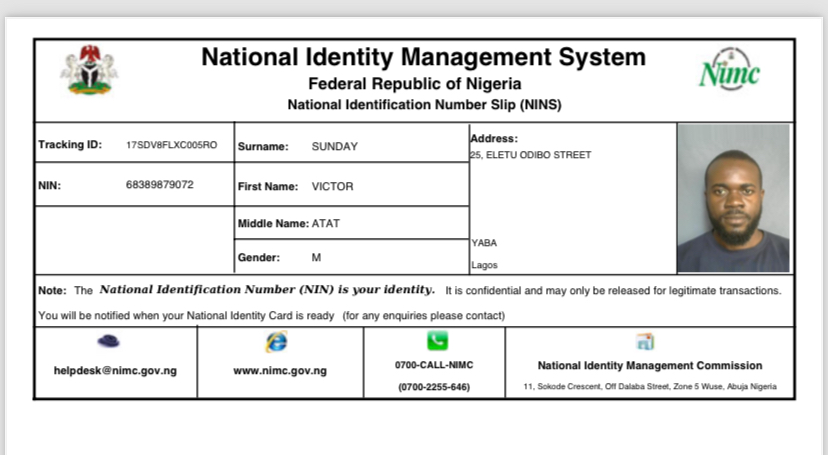 National Identity Management System
Federal Republic of Nigeria
National Identification Number Slip (NINS)
Nimc
Tracking ID: 17SDV8FLXC005RO
Surname: SUNDAY
Address:
25, ELETU ODIBO STREET
NIN: 68389879072
First Name: VICTOR
Middle Name: ATAT
YABA
Gender: M
Lagos
Note: The National Identification Number (NIN) is your identity. It is confidential and may only be released for legitimate transactions.
You will be notified when your National Identity Card is ready (for any enquiries please contact)
helpdesk@nimc.gov.ng
www.nimc.gov.ng
0700-CALL-NIMC
(0700-2255-646)
National Identity Management Commission
11, Sokode Crescent, Off Dalaba Street, Zone 5 Wuse, Abuja Nigeria